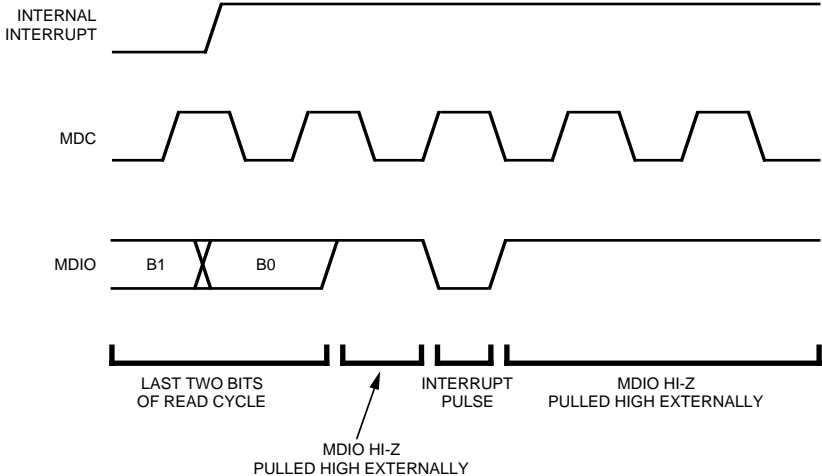 INTERNAL
INTERRUPT
MDC
MDIO
B1
B0
LAST TWO BITS
OF READ CYCLE
INTERRUPT
PULSE
MDIO HI-Z
PULLED HIGH EXTERNALLY
MDIO HI-Z
PULLED HIGH EXTERNALLY